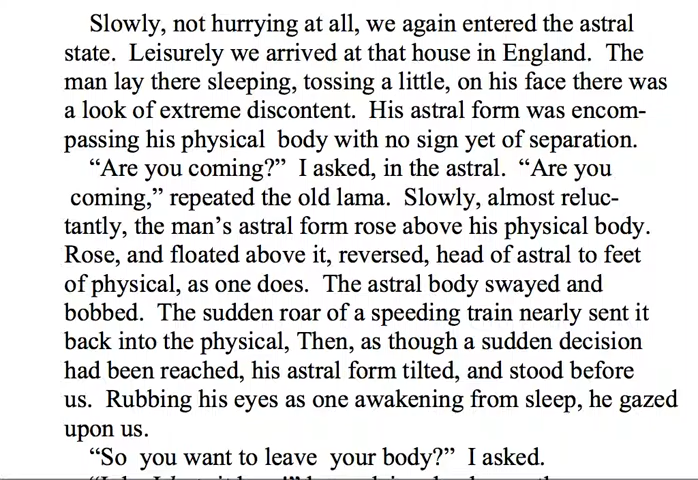 Slowly, not hurrying at all, we again entered the astral
state. Leisurely we arrived at that house in England. The
man lay there sleeping, tossing a little, on his face there was
a look of extreme discontent. His astral form was encom-
passing his physical body with no sign yet of separation.
“Are you coming?” I asked, in the astral. “Are you
coming,” repeated the old lama. Slowly, almost reluc-
tantly, the man’s astral form rose above his physical body.
Rose, and floated above it, reversed, head of astral to feet
of physical, as one does. The astral body swayed and
bobbed. The sudden roar of a speeding train nearly sent it
back into the physical, Then, as though a sudden decision
had been reached, his astral form tilted, and stood before
us. Rubbing his eyes as one awakening from sleep, he gazed
upon us.
“So you want to leave your body?” I asked.